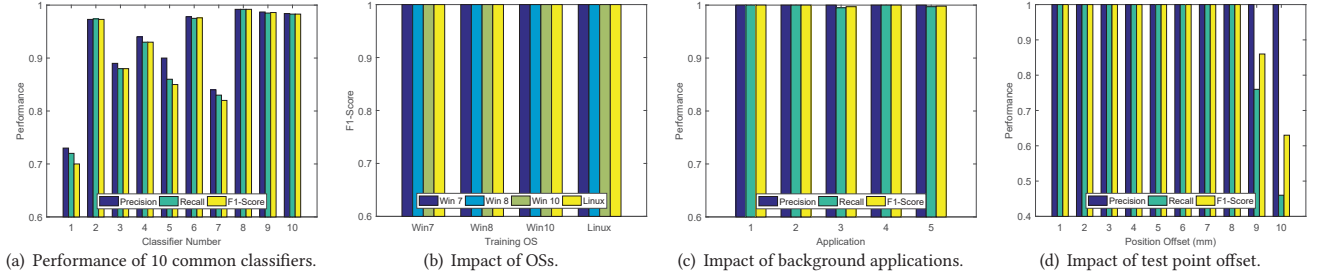 Performance
1
0.9
0.8
0.7
0.6
Precision Recall F1-Score
1 2 3 4 5 6 7 8 9 10
Classifier Number
(a) Performance of 10 common classifiers.
F1-Score
1
0.9
0.8
0.7
0.6
Win 7 Win 8 Win 10 Linux
Win7 Win8 Win10 Linux
Training OS
(b) Impact of OSs.
Performance
1
0.9
0.8
0.7
0.6
Precision Recall F1-Score
1 2 3 4 5
Application
(c) Impact of background applications.
Performance
1
0.9
0.8
0.7
0.6
0.5
0.4
Precision Recall F1-Score
1 2 3 4 5 6 7 8 9 10
Position Offset (mm)
(d) Impact of test point offset.